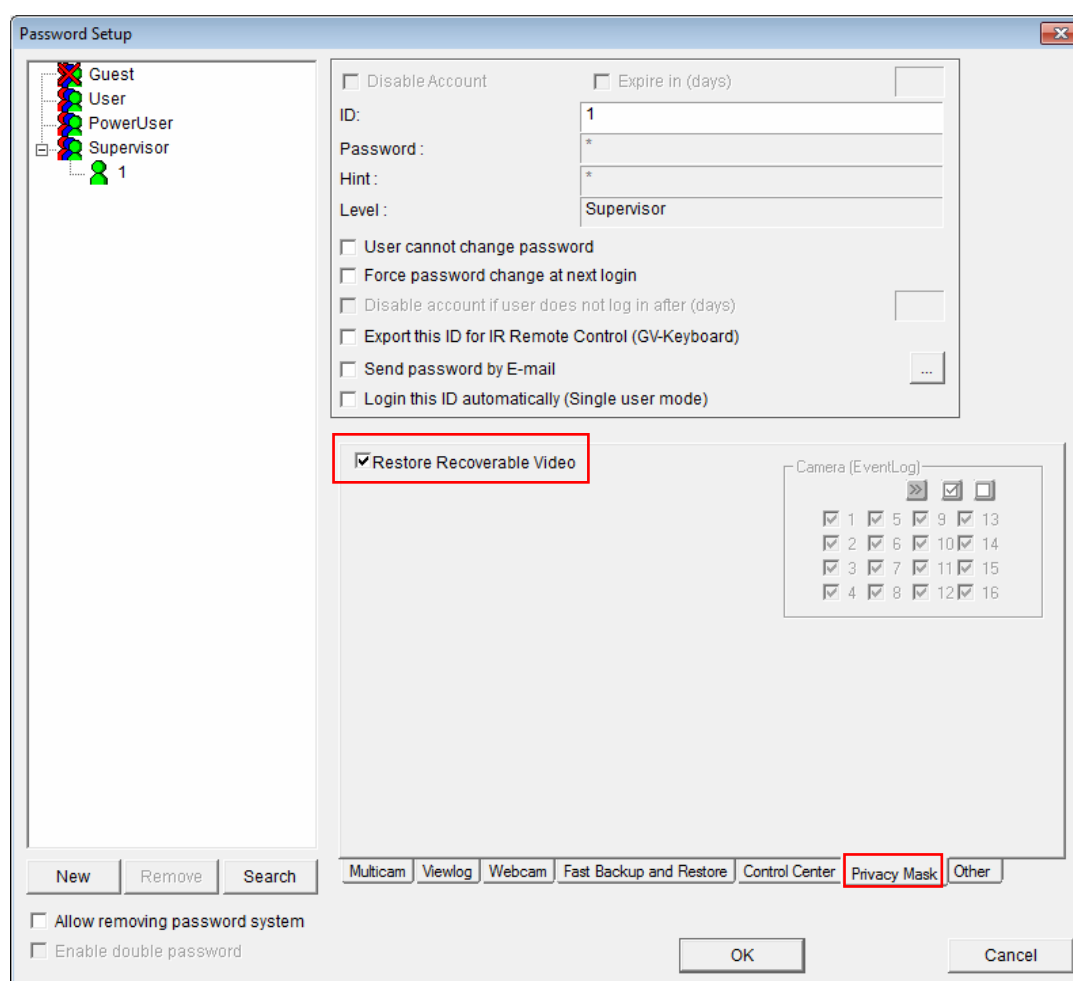 Password Setup
Guest
User
PowerUser
Supervisor
1
Disable Account
Expire in (days)
ID:
1
Password :
*
Hint :
*
Level :
Supervisor
User cannot change password
Force password change at next login
Disable account if user does not log in after (days)
Export this ID for IR Remote Control (GV-Keyboard)
Send password by E-mail
...
Login this ID automatically (Single user mode)
Restore Recoverable Video
Camera (EventLog)
>>
1 5 9 13
2 6 10 14
3 7 11 15
4 8 12 16
Multicam Viewlog Webcam Fast Backup and Restore Control Center Privacy Mask Other
New Remove Search
Allow removing password system
Enable double password
OK
Cancel